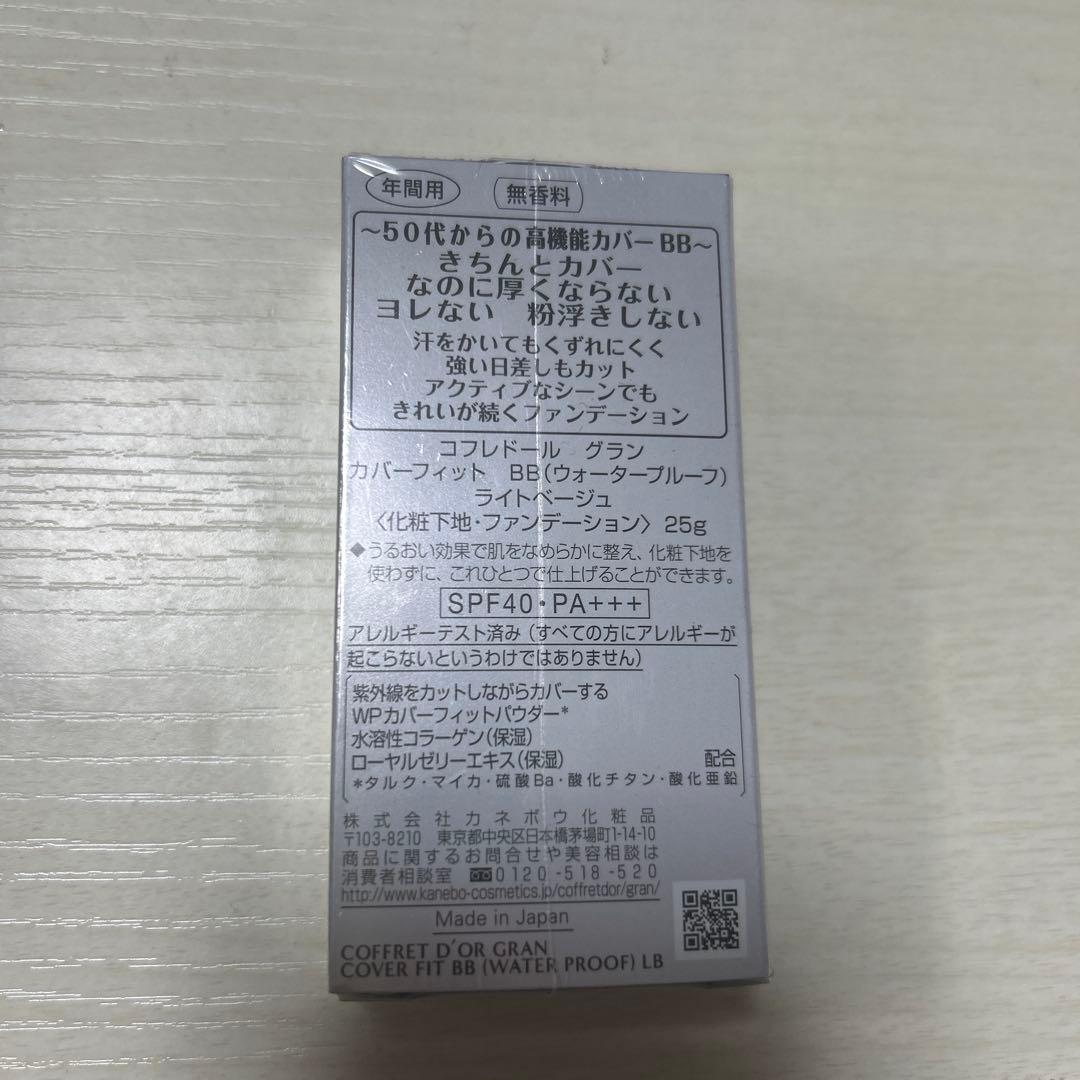 年間用 無香料
～50代からの高機能カバーBB～
きちんとカバー
なのに厚くならない
ヨレない 粉浮きしない
汗をかいてもくずれにくく
強い日差しもカット
アクティブなシーンでも
きれいが続くファンデーション
コフレドール グラン
カバーフィット BB(ウォータープルーフ)
ライトベージュ
〈化粧下地・ファンデーション〉 25g
◆うるおい効果で肌をなめらかに整え、化粧下地を
使わずに、これひとつで仕上げることができます。
SPF40・PA+++
アレルギーテスト済み(すべての方にアレルギーが
起こらないというわけではありません)
紫外線をカットしながらカバーする
WPカバーフィットパウダー*
水溶性コラーゲン(保湿)
ローヤルゼリーエキス(保湿) 配合
*タルク・マイカ・硫酸Ba・酸化チタン・酸化亜鉛
株式会社カネボウ化粧品
〒103-8210 東京都中央区日本橋茅場町1-14-10
商品に関するお問合せや美容相談は
消費者相談室 0120-518-520
http://www.kanebo-cosmetics.jp/coffretdor/gran/
Made in Japan
COFFRET D'OR GRAN
COVER FIT BB (WATER PROOF) LB